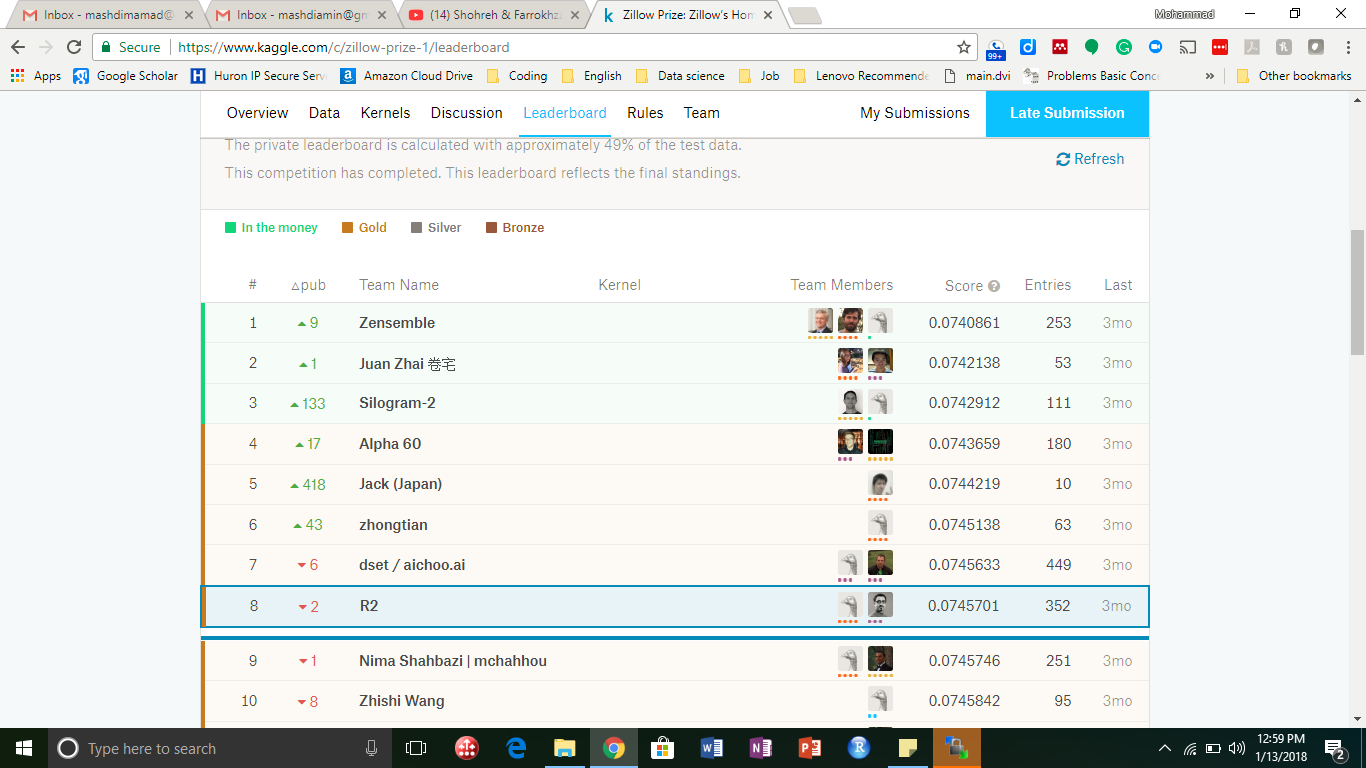 Inbox - mashdimamad@ Inbox - mashdiamin@gm (14) Shohreh & Farrokhza Zillow Prize: Zillow's Hom Mohammad
Secure https://www.kaggle.com/c/zillow-prize-1/leaderboard 99+
Apps Google Scholar Huron IP Secure Serv Amazon Cloud Drive Coding English Data science Job Lenovo Recommende main.dvi Problems Basic Conce » Other bookmarks
Overview Data Kernels Discussion Leaderboard Rules Team My Submissions Late Submission
The private leaderboard is calculated with approximately 49% of the test data.
Refresh
This competition has completed. This leaderboard reflects the final standings.
In the money Gold Silver Bronze
# △pub Team Name Kernel Team Members Score ? Entries Last
1 9 Zensemble 0.0740861 253 3mo
2 1 Juan Zhai 卷宅 0.0742138 53 3mo
3 133 Silogram-2 0.0742912 111 3mo
4 17 Alpha 60 0.0743659 180 3mo
5 418 Jack (Japan) 0.0744219 10 3mo
6 43 zhongtian 0.0745138 63 3mo
7 6 dset / aichoo.ai 0.0745633 449 3mo
8 2 R2 0.0745701 352 3mo
9 1 Nima Shahbazi | mchahhou 0.0745746 251 3mo
10 8 Zhishi Wang 0.0745842 95 3mo
Type here to search 12:59 PM
1/13/2018 2